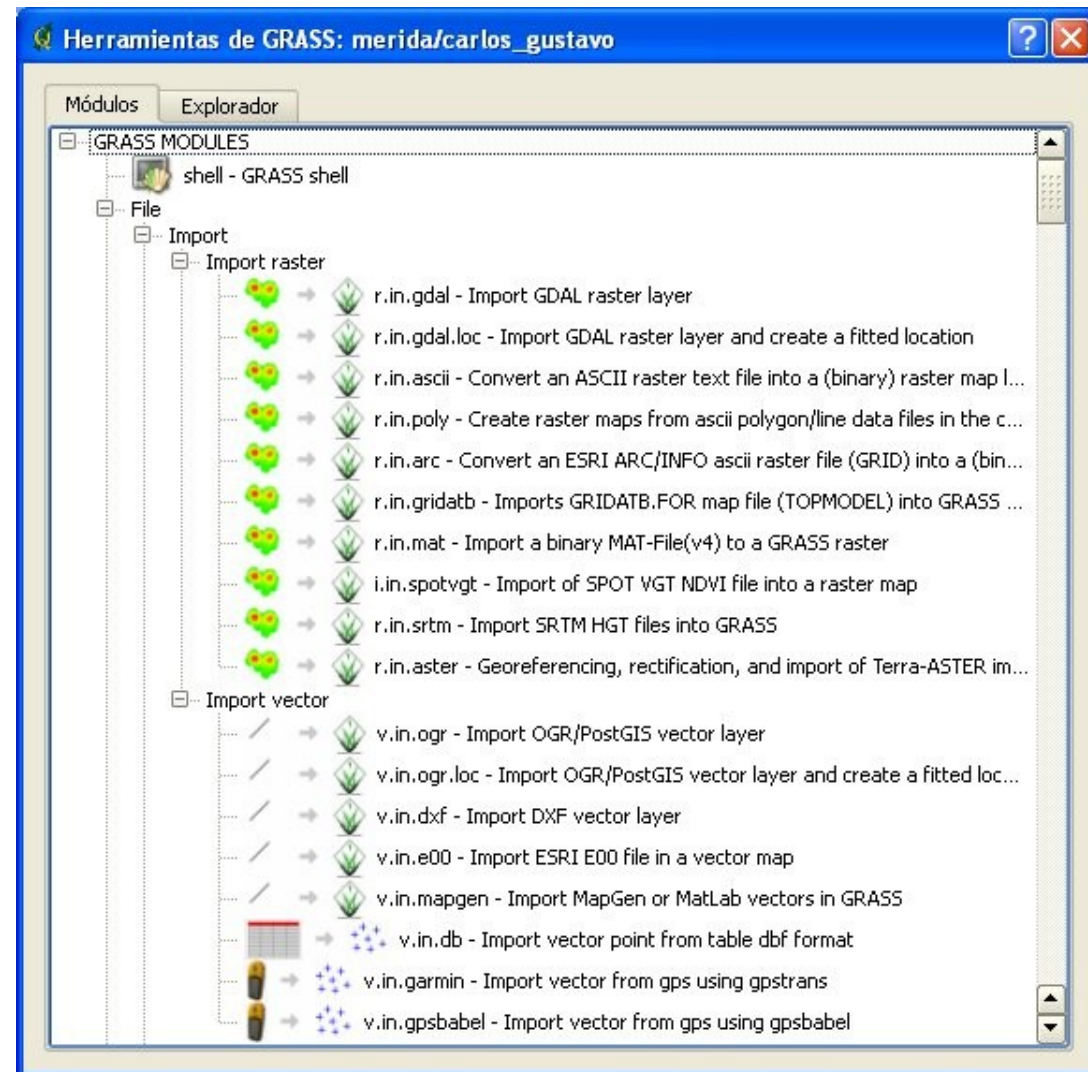 Herramientas de GRASS: merida/carlos_gustavo
Módulos Explorador
GRASS MODULES
shell - GRASS shell
File
Import
Import raster
r.in.gdal - Import GDAL raster layer
r.in.gdal.loc - Import GDAL raster layer and create a fitted location
r.in.ascii - Convert an ASCII raster text file into a (binary) raster map l...
r.in.poly - Create raster maps from ascii polygon/line data files in the c...
r.in.arc - Convert an ESRI ARC/INFO ascii raster file (GRID) into a (bin...
r.in.gridatb - Imports GRIDATB.FOR map file (TOPMODEL) into GRASS ...
r.in.mat - Import a binary MAT-File(v4) to a GRASS raster
i.in.spotvgt - Import of SPOT VGT NDVI file into a raster map
r.in.srtm - Import SRTM HGT files into GRASS
r.in.aster - Georeferencing, rectification, and import of Terra-ASTER im...
Import vector
v.in.ogr - Import OGR/PostGIS vector layer
v.in.ogr.loc - Import OGR/PostGIS vector layer and create a fitted loc...
v.in.dxf - Import DXF vector layer
v.in.e00 - Import ESRI E00 file in a vector map
v.in.mapgen - Import MapGen or MatLab vectors in GRASS
v.in.db - Import vector point from table dbf format
v.in.garmin - Import vector from gps using gpstrans
v.in.gpsbabel - Import vector from gps using gpsbabel